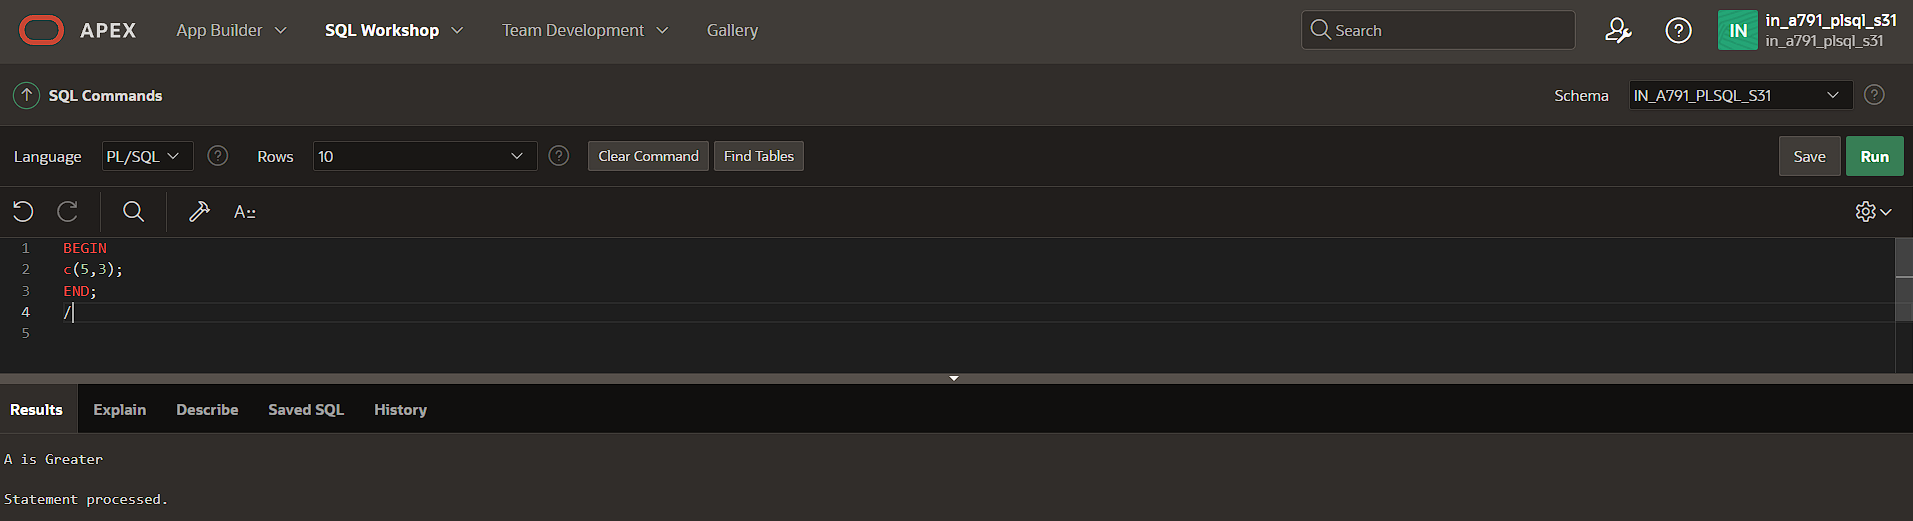 APEX App Builder SQL Workshop Team Development Gallery Search IN in_a791_plsql_s31
in_a791_plsql_s31
SQL Commands Schema IN_A791_PLSQL_S31 ?
Language PL/SQL ? Rows 10 ? Clear Command Find Tables Save Run
A::
1 BEGIN
2 c(5,3);
3 END;
4 /
5
Results Explain Describe Saved SQL History
A is Greater
Statement processed.